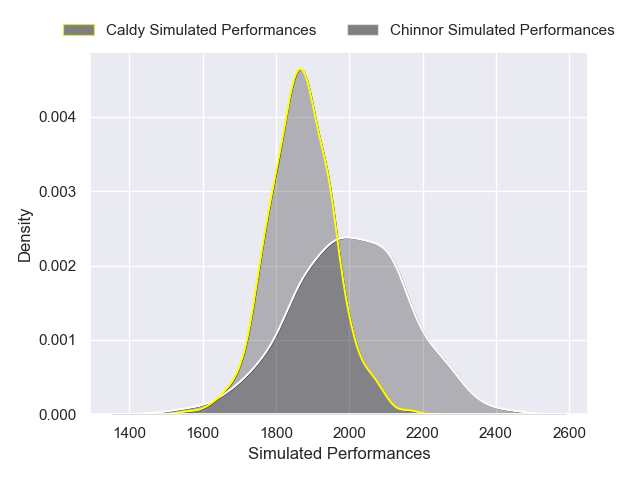 Caldy Simulated Performances Chinnor Simulated Performances
0.004
0.003
0.002
0.001
0.000
Density
1400 1600 1800 2000 2200 2400 2600
Simulated Performances